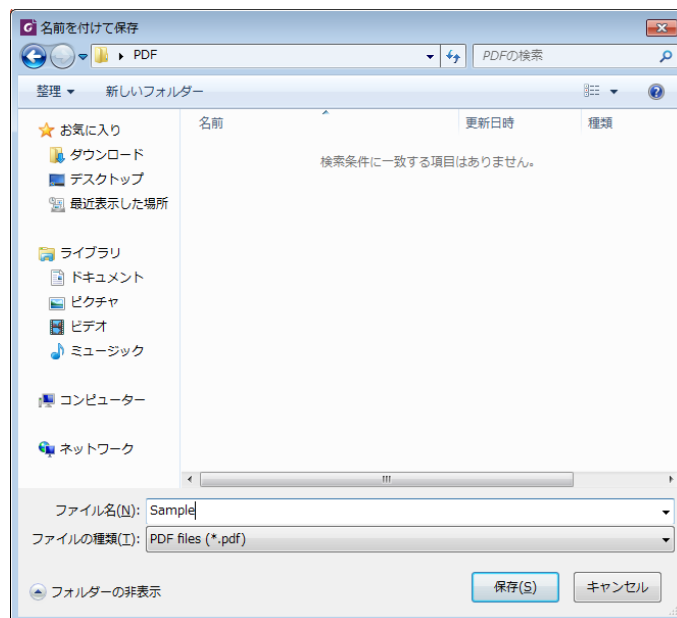 名前を付けて保存
PDF
PDFの検索
整理
新しいフォルダー
名前
更新日時
種類
検索条件に一致する項目はありません。
お気に入り
ダウンロード
デスクトップ
最近表示した場所
ライブラリ
ドキュメント
ピクチャ
ビデオ
ミュージック
コンピューター
ネットワーク
ファイル名(N): Sample
ファイルの種類(T): PDF files (*.pdf)
フォルダーの非表示
保存(S)
キャンセル